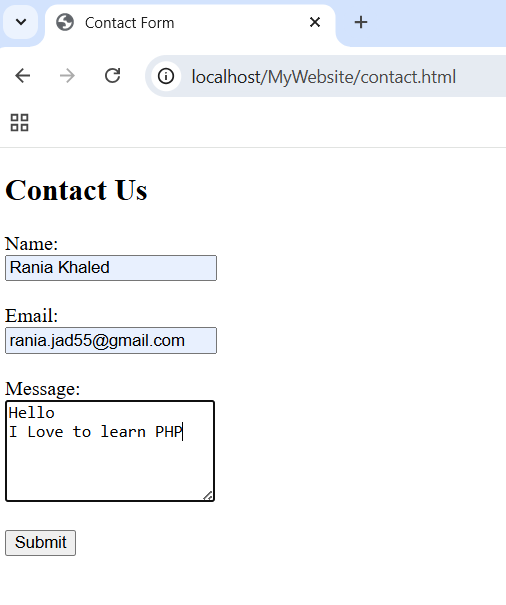 Contact Form
localhost/MyWebsite/contact.html
Contact Us
Name:
Rania Khaled
Email:
rania.jad55@gmail.com
Message:
Hello
I Love to learn PHP
Submit